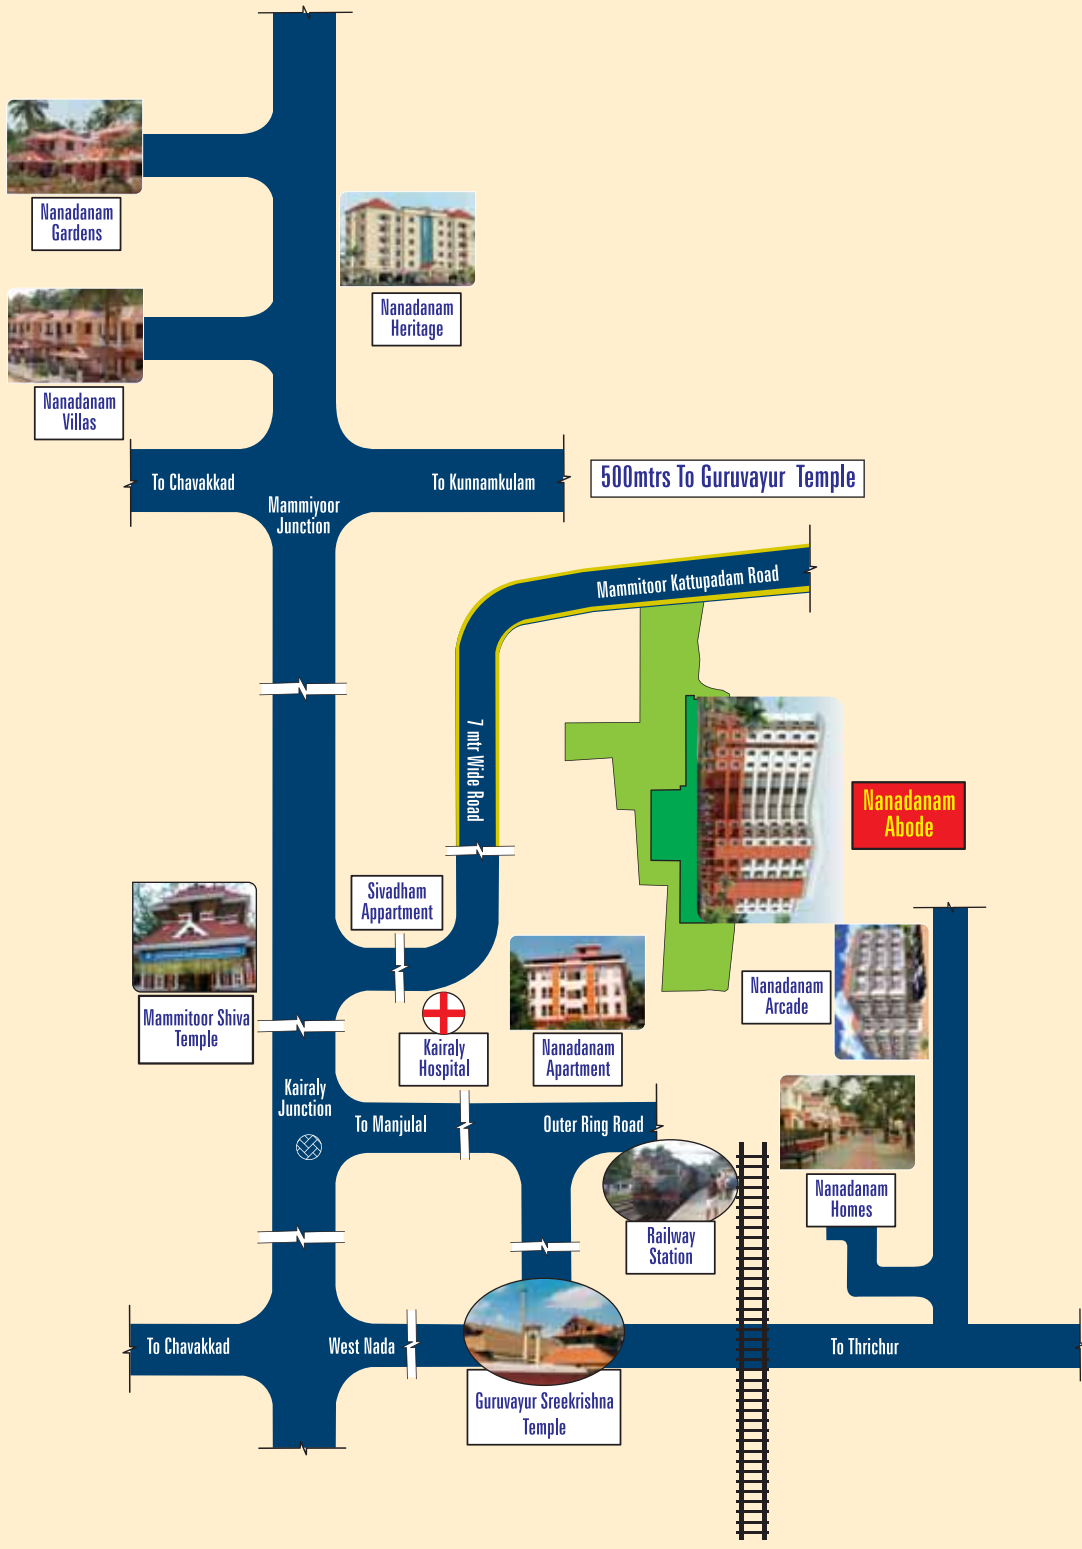 Nanadanam
Gardens
Nanadanam
Heritage
Nanadanam
Villas
To Chavakkad
To Kunnamkulam
500mtrs To Guruvayur Temple
Mammiyoor
Junction
Mammitoor Kattupadam Road
7 mtr Wide Road
Nanadanam
Abode
Sivadham
Appartment
Nanadanam
Arcade
Mammitoor Shiva
Temple
Kairaly
Hospital
Nanadanam
Apartment
Kairaly
Junction
To Manjulal
Outer Ring Road
Nanadanam
Homes
Railway
Station
To Chavakkad
West Nada
To Thrichur
Guruvayur Sreekrishna
Temple